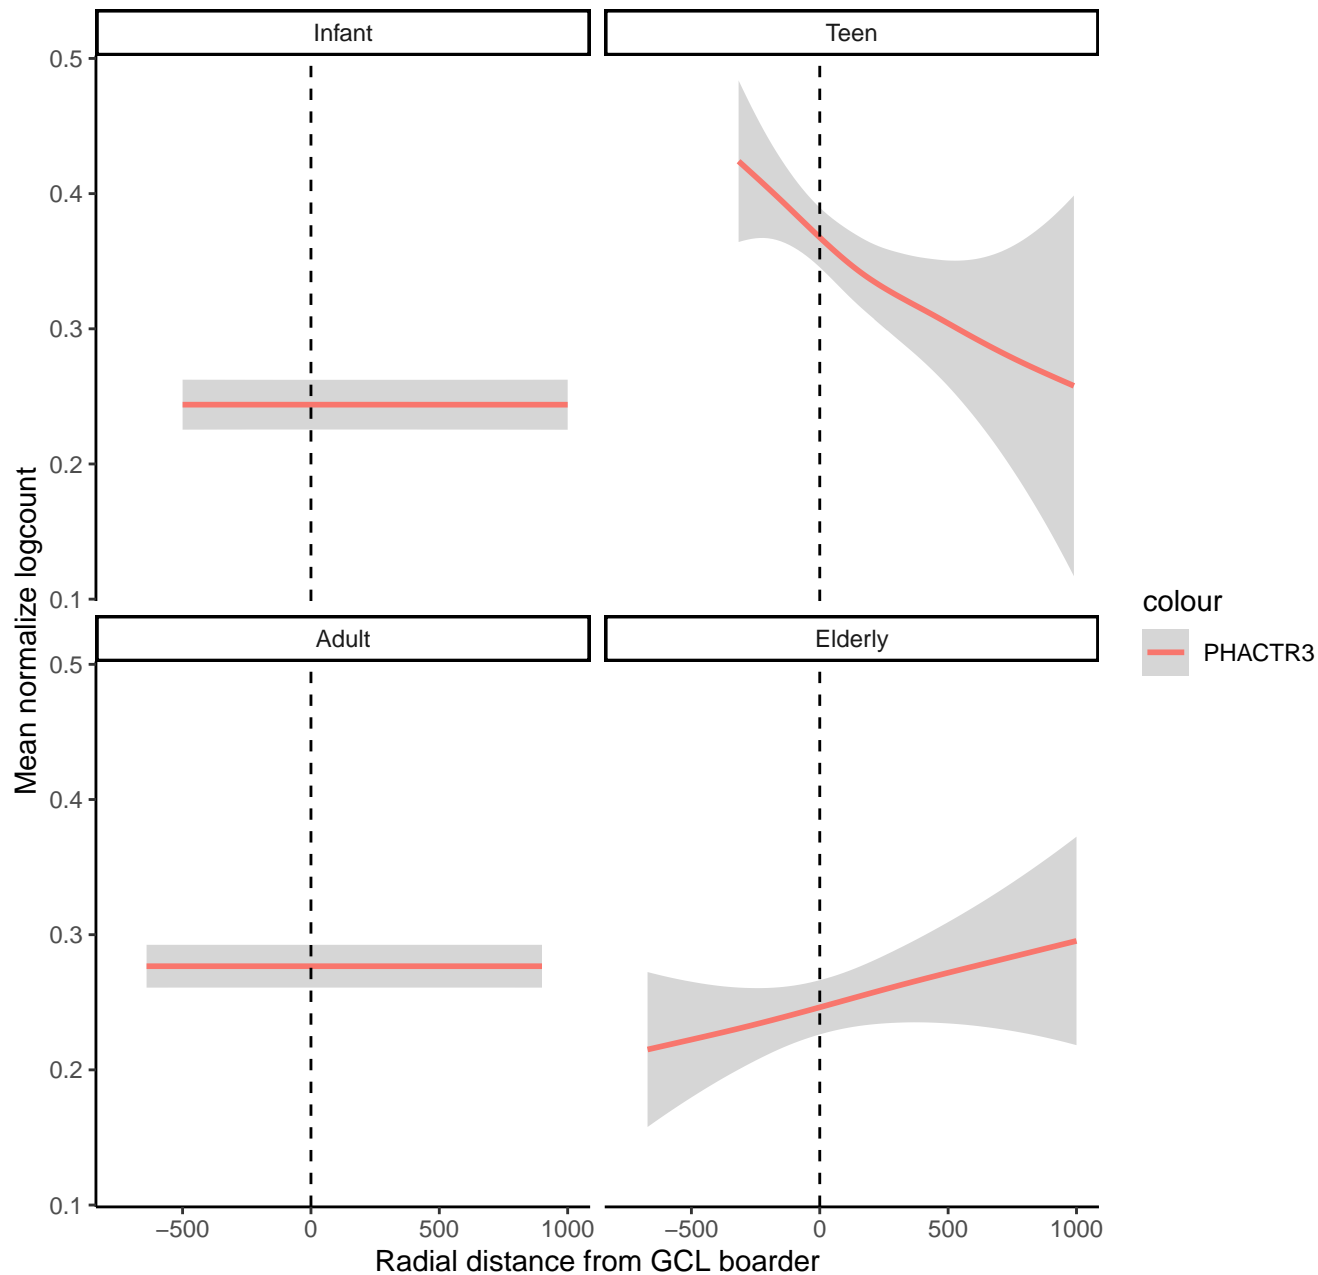 Infant
Teen
0.5
0.4
0.3
0.2
0.1
Adult
Elderly
0.5
0.4
0.3
0.2
0.1
−500 0 500 1000
−500 0 500 1000
Radial distance from GCL boarder
Mean normalize logcount
colour
PHACTR3